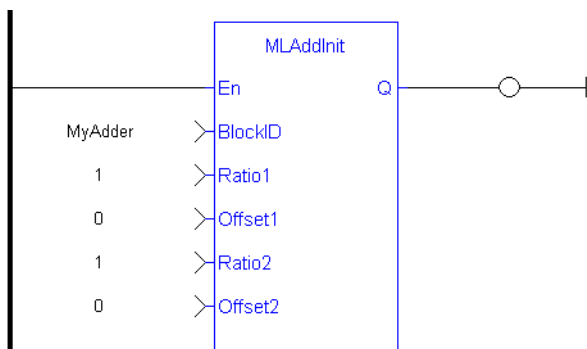 MLAddInit
En Q
MyAdder BlockID
1 Ratio1
0 Offset1
1 Ratio2
0 Offset2